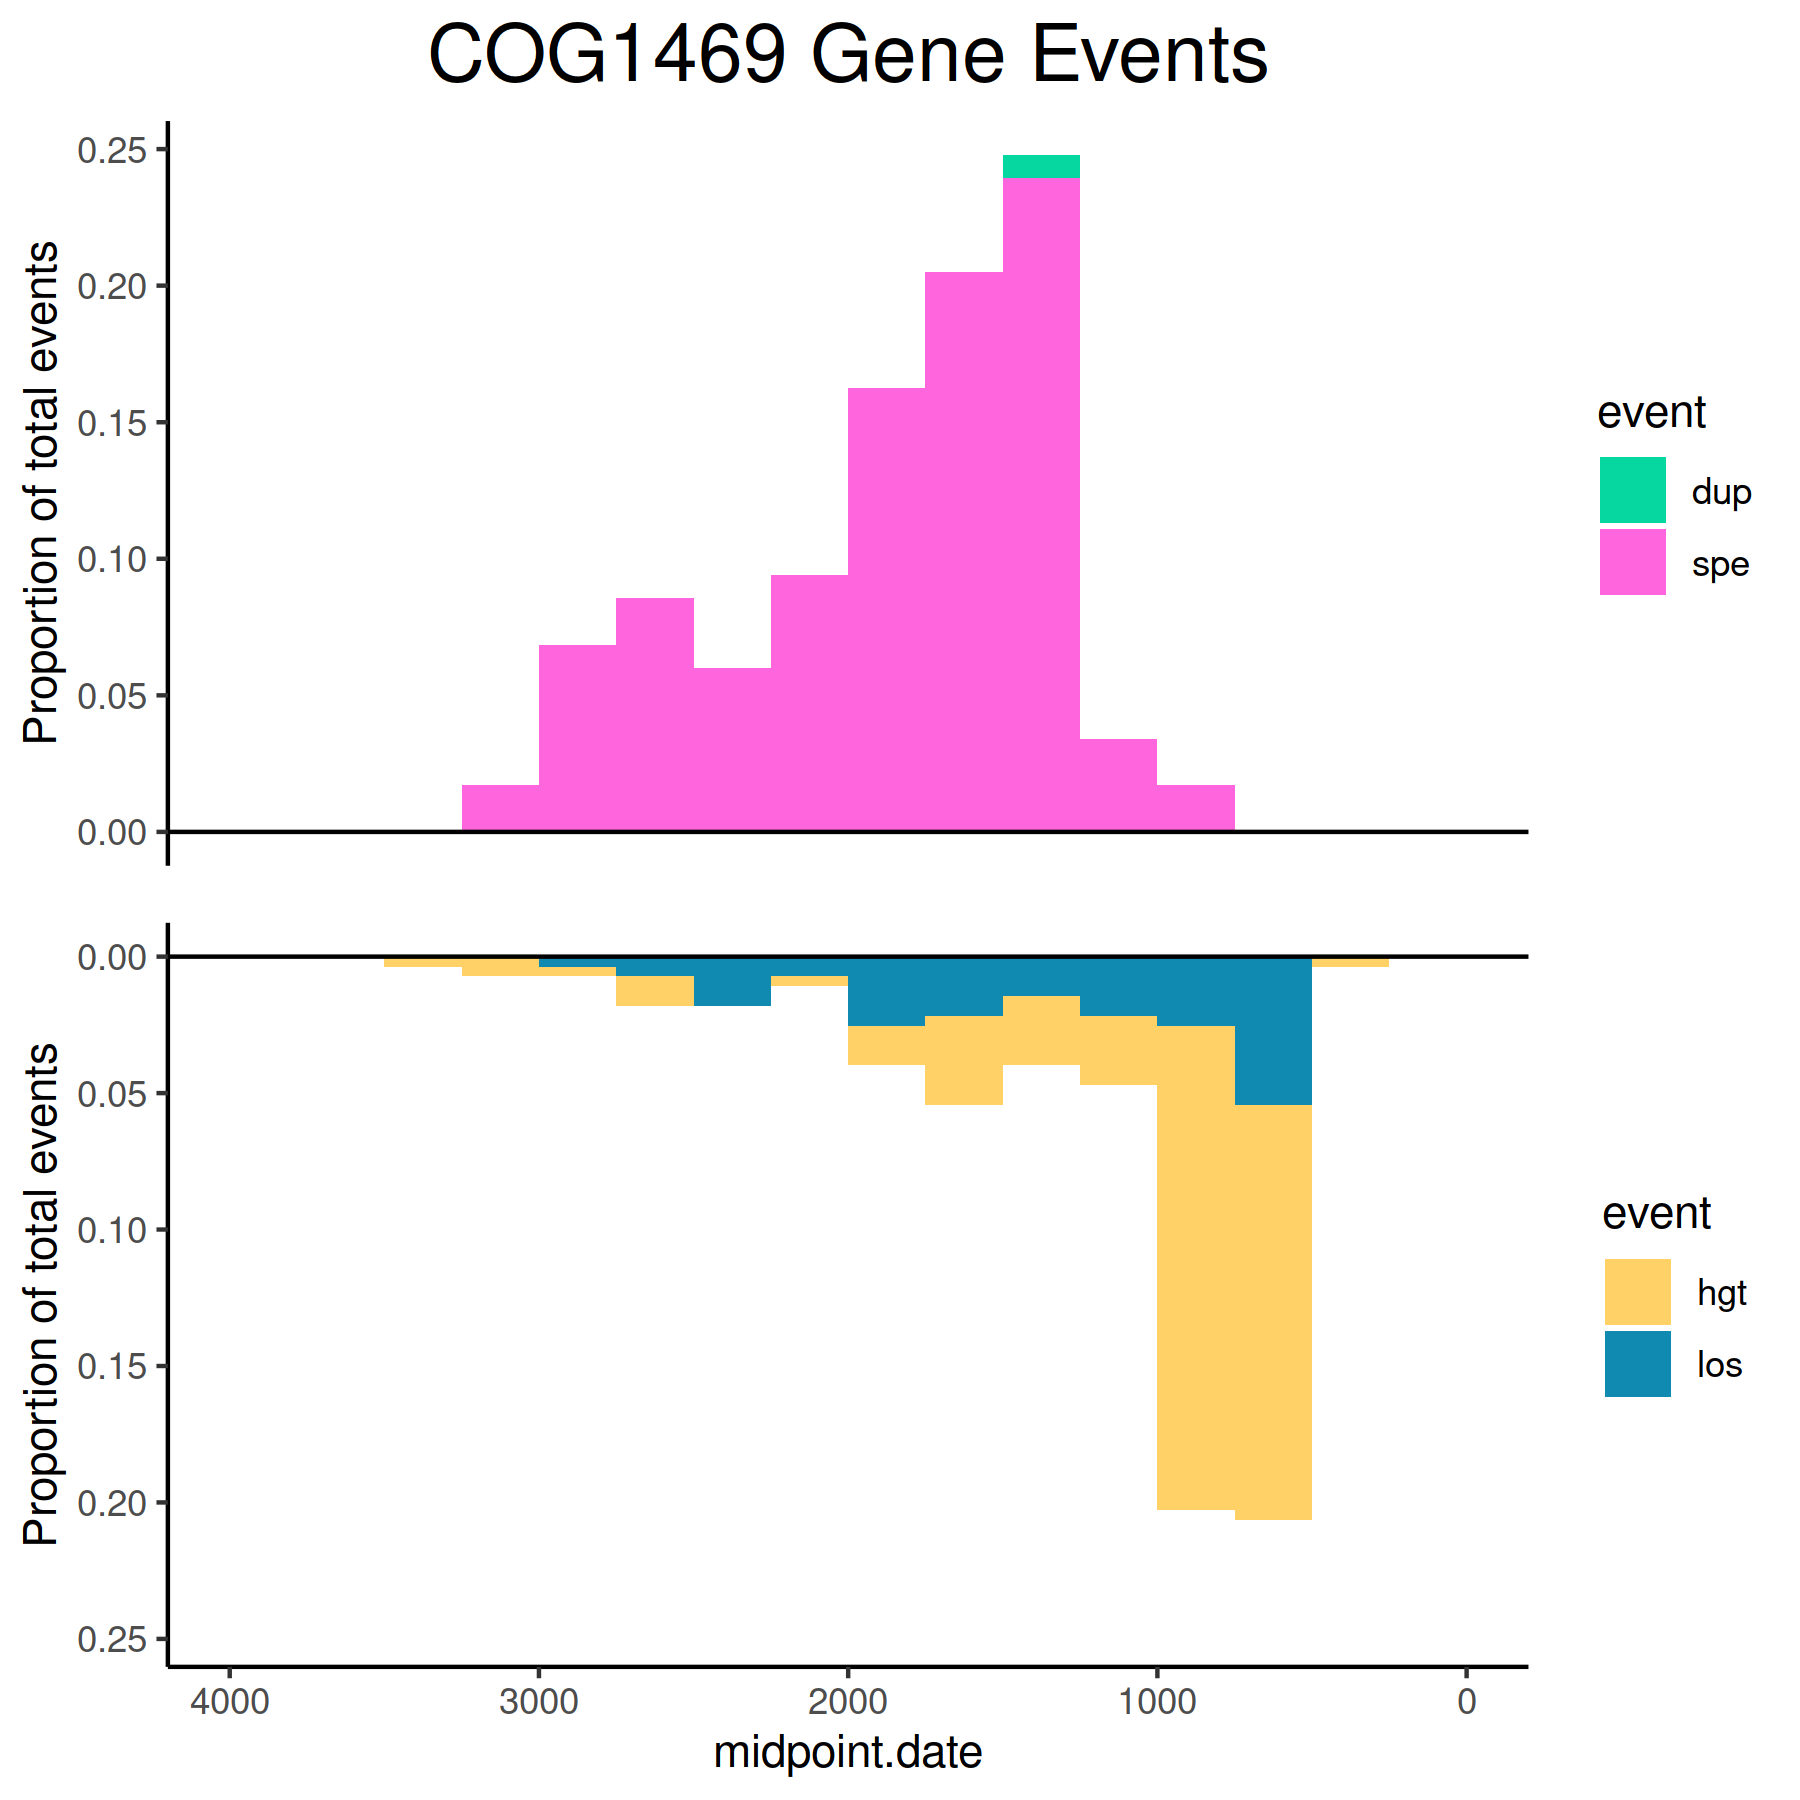 COG1469 Gene Events
Proportion of total events
0.25
0.20
0.15
0.10
0.05
0.00
event
dup
spe
Proportion of total events
0.00
0.05
0.10
0.15
0.20
0.25
event
hgt
los
4000 3000 2000 1000 0
midpoint.date